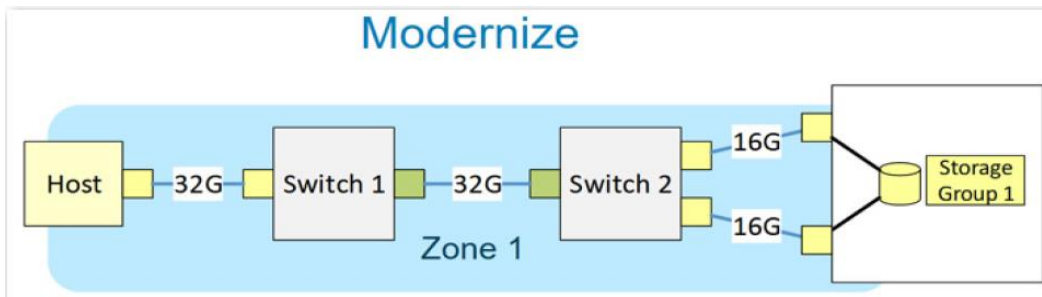 Modernize
Host
32G
Switch 1
32G
Switch 2
16G
16G
Storage
Group 1
Zone 1